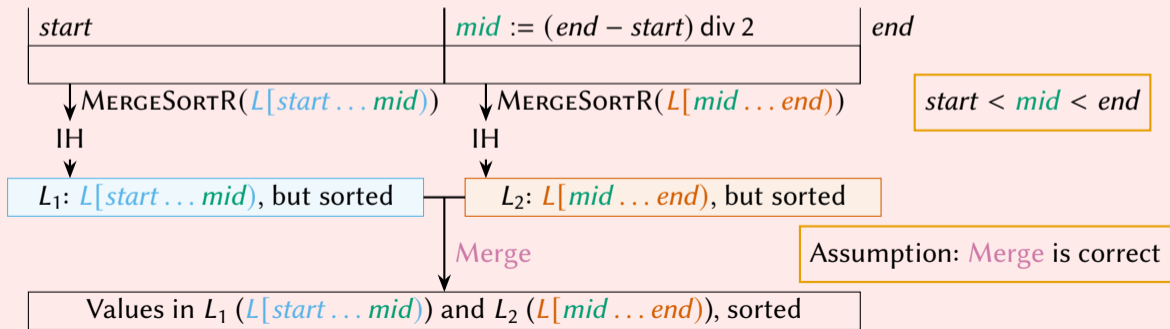 start mid := (end − start) div 2 end
MergeSortR(L[start … mid)) MergeSortR(L[mid … end)) start < mid < end
IH IH
L₁: L[start … mid), but sorted L₂: L[mid … end), but sorted
Merge Assumption: Merge is correct
Values in L₁ (L[start … mid)) and L₂ (L[mid … end)), sorted